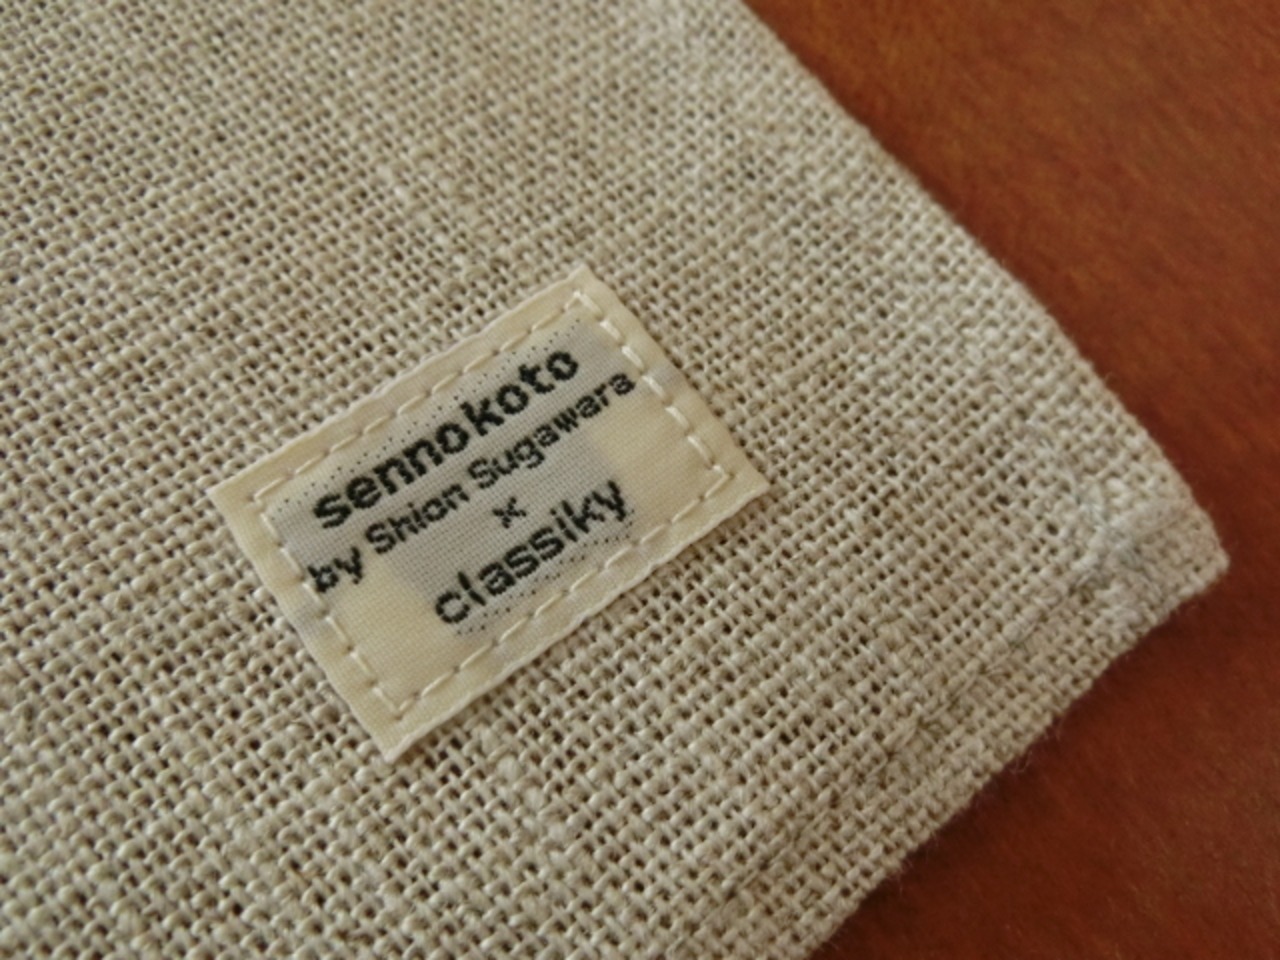 sennokoto
by Shion Sugawara
×
classiky